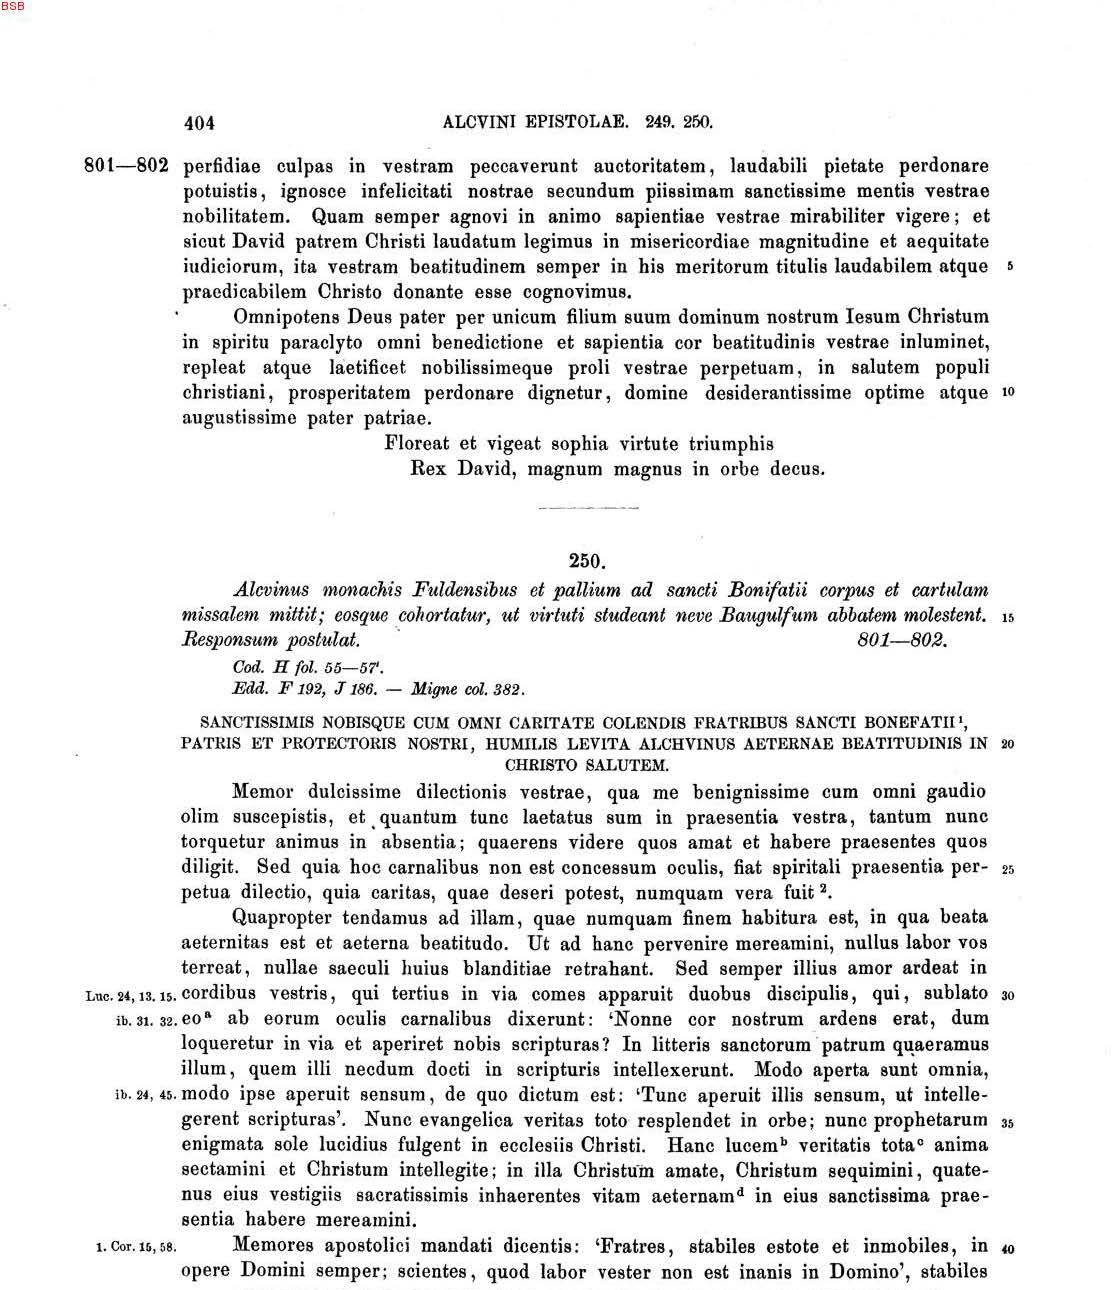 BSB
404 ALCVINI EPISTOLAE. 249. 250.
801—802 perfidiae culpas in vestram peccaverunt auctoritatem, laudabili pietate perdonare
potuistis, ignosce infelicitati nostrae secundum piissimam sanctissime mentis vestrae
nobilitatem. Quam semper agnovi in animo sapientiae vestrae mirabiliter vigere; et
sicut David patrem Christi laudatum legimus in misericordiae magnitudine et aequitate
iudiciorum, ita vestram beatitudinem semper in his meritorum titulis laudabilem atque 5
praedicabilem Christo donante esse cognovimus.
Omnipotens Deus pater per unicum filium suum dominum nostrum Iesum Christum
in spiritu paraclyto omni benedictione et sapientia cor beatitudinis vestrae inluminet,
repleat atque laetificet nobilissimeque proli vestrae perpetuam, in salutem populi
christiani, prosperitatem perdonare dignetur, domine desiderantissime optime atque 10
augustissime pater patriae.
Floreat et vigeat sophia virtute triumphis
Rex David, magnum magnus in orbe decus.
250.
Alcvinus monachis Fuldensibus et pallium ad sancti Bonifatii corpus et cartulam
missalem mittit; eosque cohortatur, ut virtuti studeant neve Baugulfum abbatem molestent. 15
Responsum postulat. 801—802.
Cod. H fol. 55—57'.
Edd. F 192, J 186. — Migne col. 382.
SANCTISSIMIS NOBISQUE CUM OMNI CARITATE COLENDIS FRATRIBUS SANCTI BONEFATII¹,
PATRIS ET PROTECTORIS NOSTRI, HUMILIS LEVITA ALCHVINUS AETERNAE BEATITUDINIS IN 20
CHRISTO SALUTEM.
Memor dulcissime dilectionis vestrae, qua me benignissime cum omni gaudio
olim suscepistis, et quantum tunc laetatus sum in praesentia vestra, tantum nunc
torquetur animus in absentia; quaerens videre quos amat et habere praesentes quos
diligit. Sed quia hoc carnalibus non est concessum oculis, fiat spiritali praesentia per- 25
petua dilectio, quia caritas, quae deseri potest, numquam vera fuit ².
Quapropter tendamus ad illam, quae numquam finem habitura est, in qua beata
aeternitas est et aeterna beatitudo. Ut ad hanc pervenire mereamini, nullus labor vos
terreat, nullae saeculi huius blanditiae retrahant. Sed semper illius amor ardeat in
Luc. 24, 13. 15. cordibus vestris, qui tertius in via comes apparuit duobus discipulis, qui, sublato 30
ib. 31. 32. eoᵃ ab eorum oculis carnalibus dixerunt: ‘Nonne cor nostrum ardens erat, dum
loqueretur in via et aperiret nobis scripturas? In litteris sanctorum patrum quaeramus
illum, quem illi necdum docti in scripturis intellexerunt. Modo aperta sunt omnia,
ib. 24, 45. modo ipse aperuit sensum, de quo dictum est: ‘Tunc aperuit illis sensum, ut intelle-
gerent scripturas’. Nunc evangelica veritas toto resplendet in orbe; nunc prophetarum 35
enigmata sole lucidius fulgent in ecclesiis Christi. Hanc lucemᵇ veritatis totaᶜ anima
sectamini et Christum intellegite; in illa Christum amate, Christum sequimini, quate-
nus eius vestigiis sacratissimis inhaerentes vitam aeternamᵈ in eius sanctissima prae-
sentia habere mereamini.
1. Cor. 15, 58. Memores apostolici mandati dicentis: ‘Fratres, stabiles estote et inmobiles, in 40
opere Domini semper; scientes, quod labor vester non est inanis in Domino’, stabiles